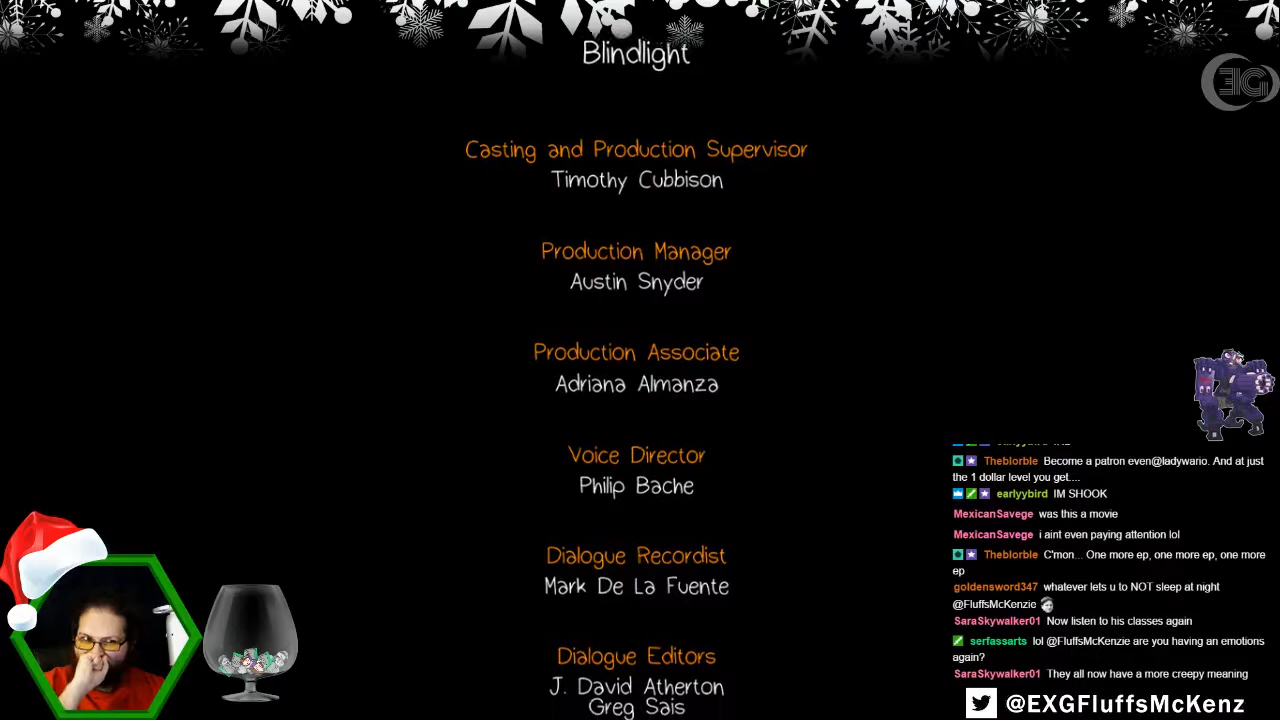 Blindlight
3G
Casting and Production Supervisor
Timothy Cubbison
Production Manager
Austin Snyder
Production Associate
Adriana Almanza
Voice Director
Philip Bache
Dialogue Recordist
Mark De La Fuente
Dialogue Editors
J. David Atherton
Greg Sais
Theblorble Become a patron even@ladywario. And at just
the 1 dollar level you get....
earlyybird IM SHOOK
MexicanSavege was this a movie
MexicanSavege i aint even paying attention lol
Theblorble C'mon... One more ep, one more ep, one more
ep
goldensword347 whatever lets u to NOT sleep at night
@FluffsMcKenzie
SaraSkywalker01 Now listen to his classes again
serfassarts lol @FluffsMcKenzie are you having an emotions
again?
SaraSkywalker01 They all now have a more creepy meaning
@EXGFluffsMcKenz